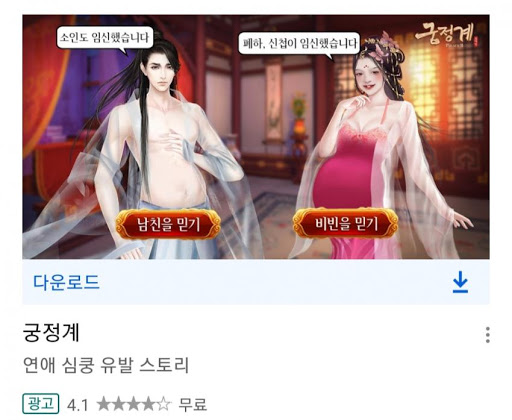 소인도 임신했습니다
폐하, 신첩이 임신했습니다
궁정계
남친을 믿기
비빈을 믿기
다운로드
궁정계
연애 심쿵 유발 스토리
광고 4.1 ★★★★☆ 무료